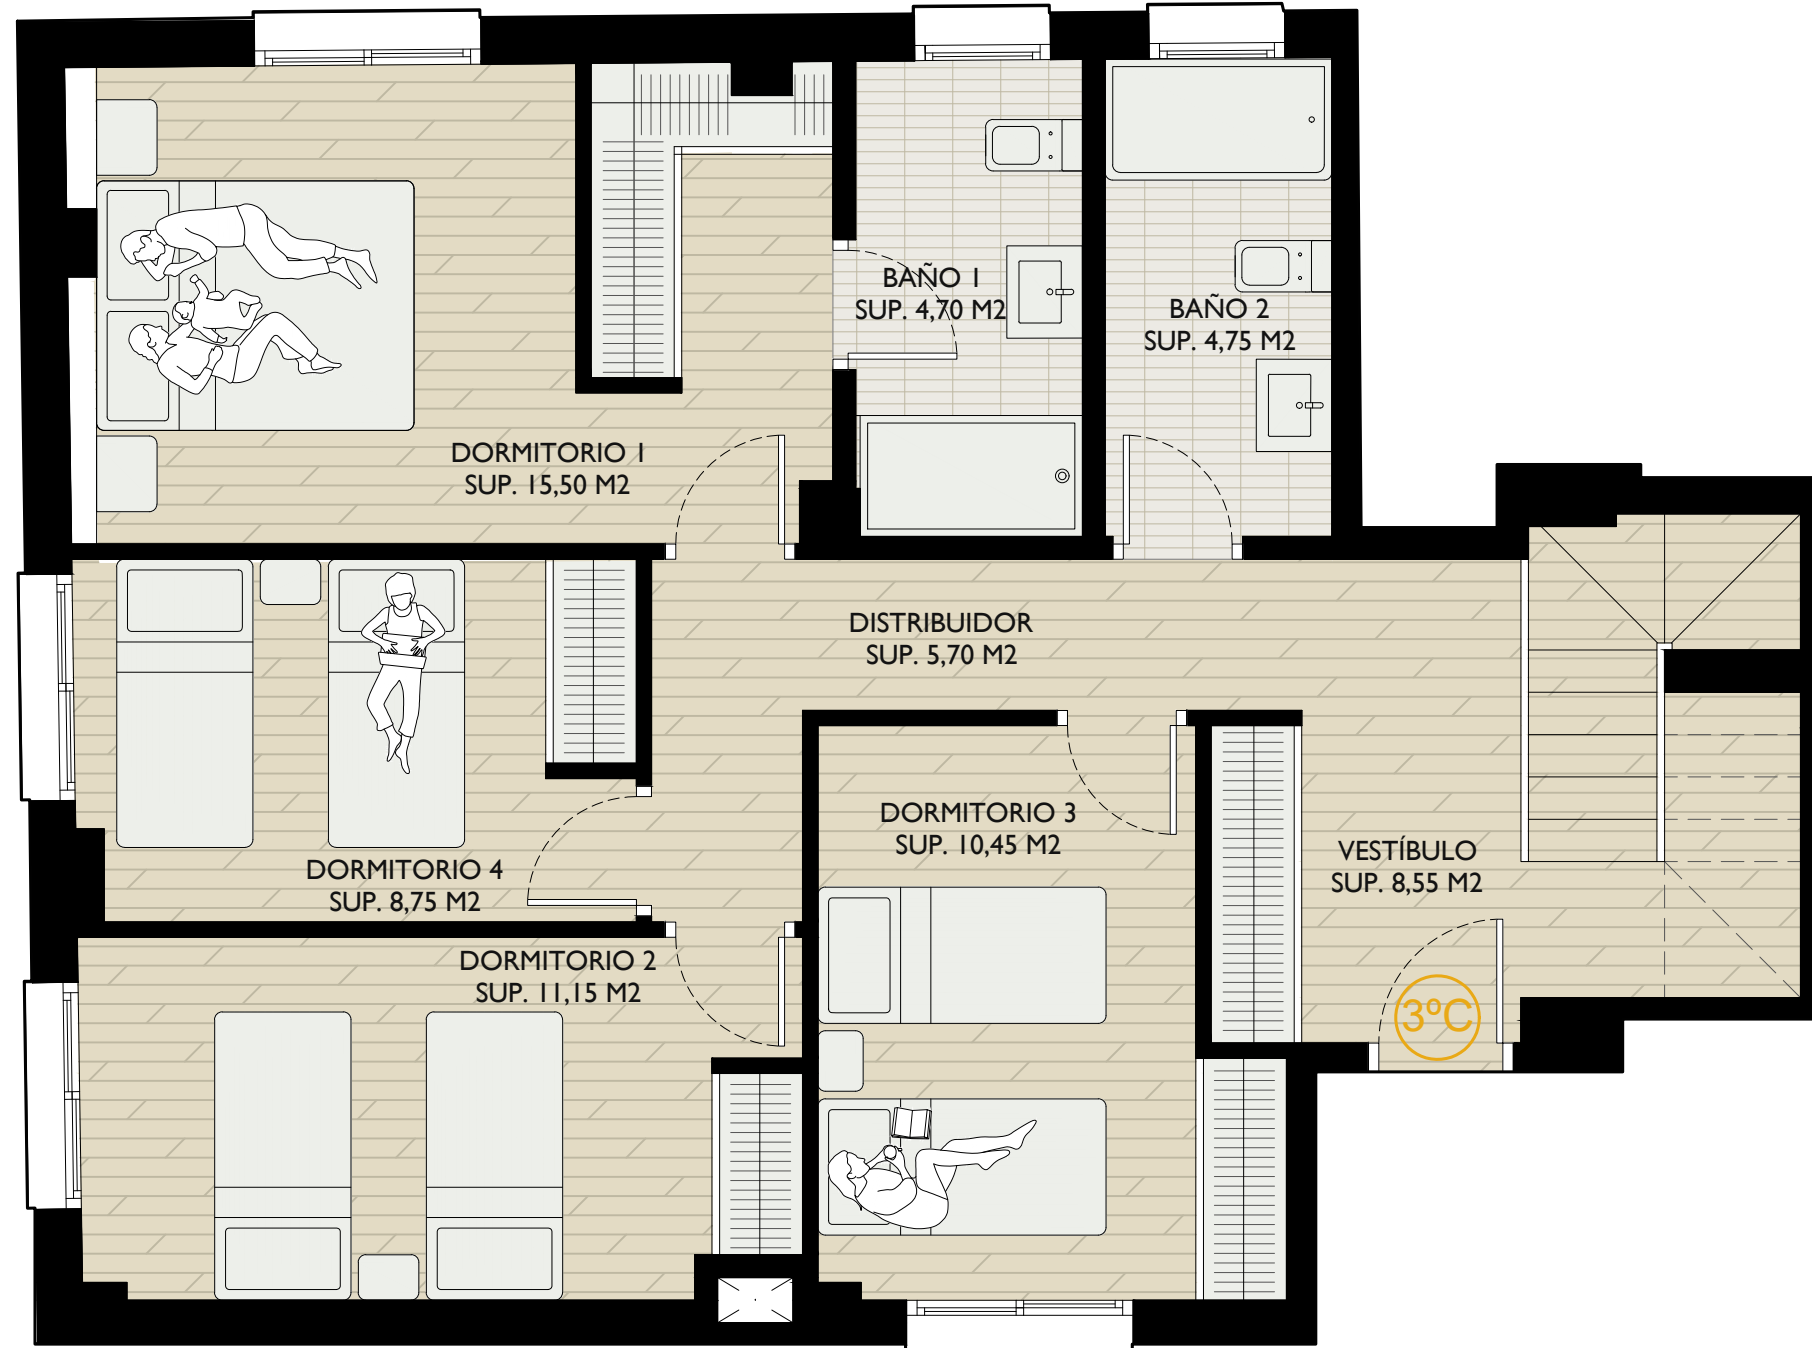 BAÑO 1
SUP. 4,70 M2
BAÑO 2
SUP. 4,75 M2
DORMITORIO 1
SUP. 15,50 M2
DISTRIBUIDOR
SUP. 5,70 M2
DORMITORIO 3
SUP. 10,45 M2
VESTÍBULO
SUP. 8,55 M2
DORMITORIO 4
SUP. 8,75 M2
DORMITORIO 2
SUP. 11,15 M2
3ºC